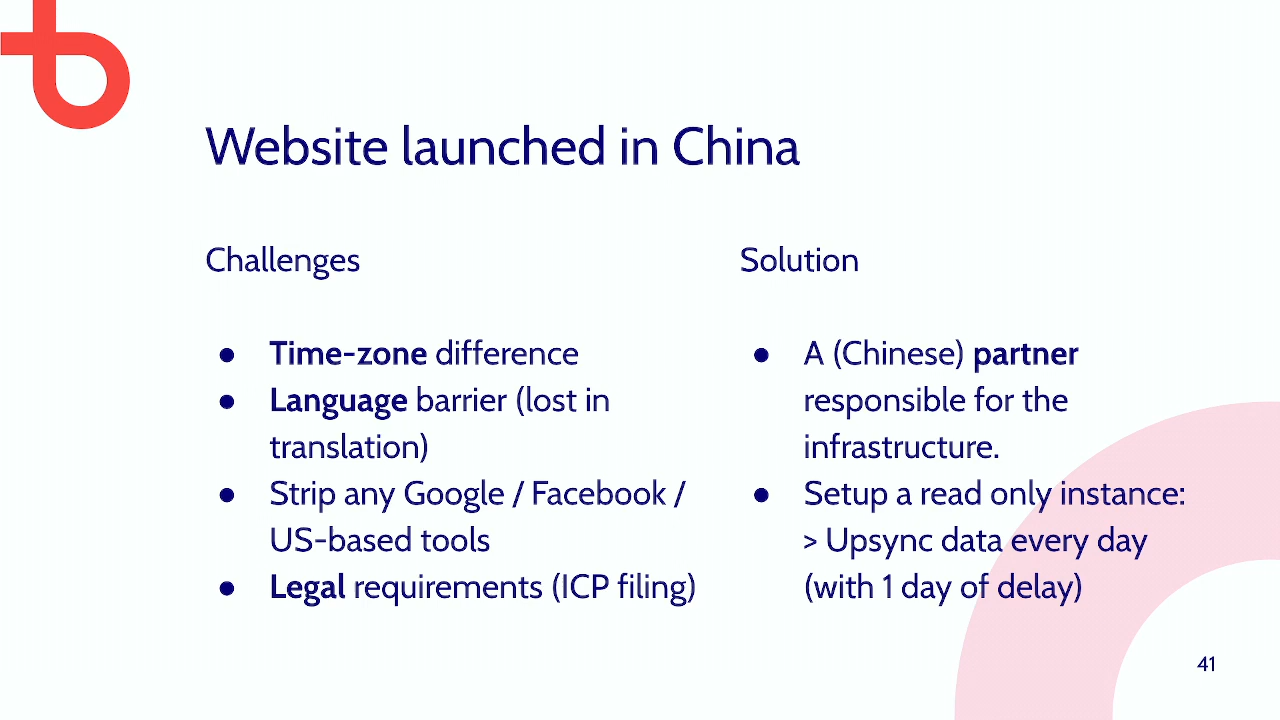 Website launched in China
Challenges
● Time-zone difference
● Language barrier (lost in
translation)
● Strip any Google / Facebook /
US-based tools
● Legal requirements (ICP filing)
Solution
● A (Chinese) partner
responsible for the
infrastructure.
● Setup a read only instance:
> Upsync data every day
(with 1 day of delay)
41